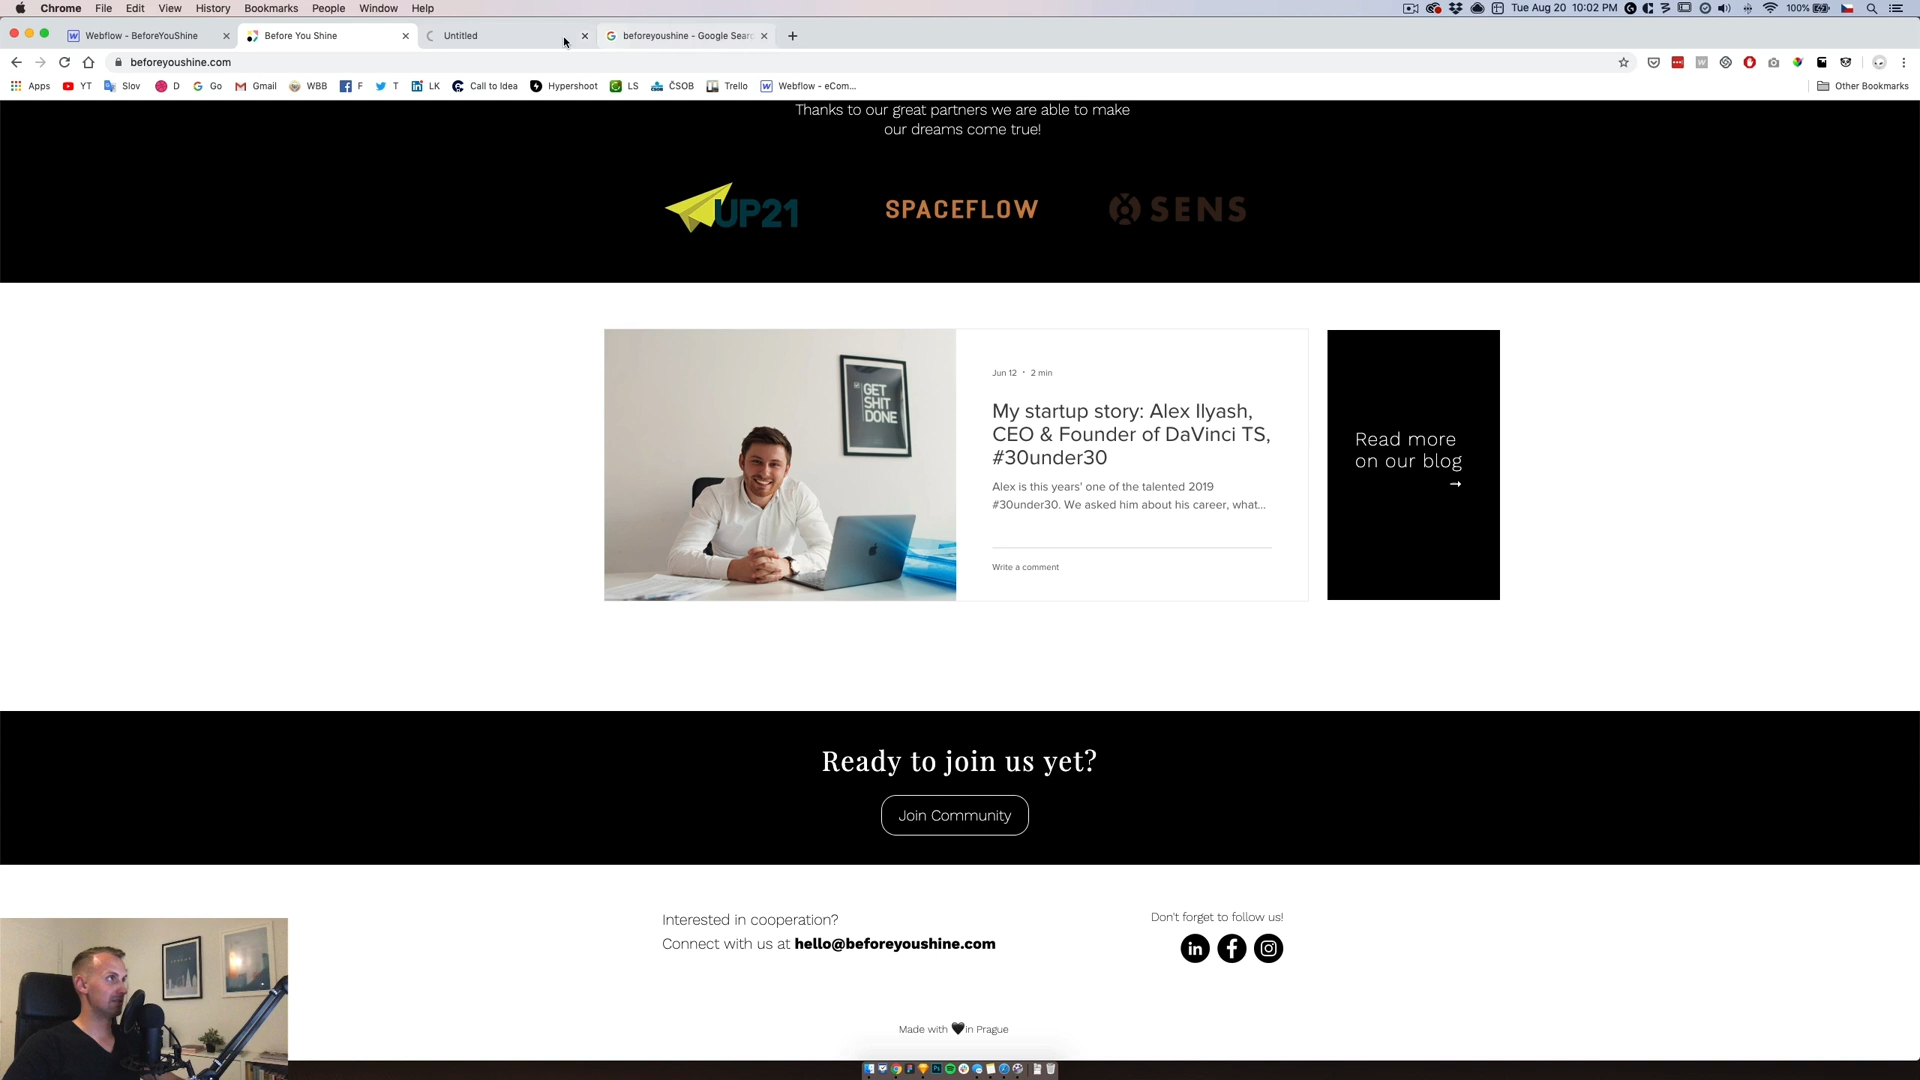 Chrome File Edit View History Bookmarks People Window Help
100% Tue Aug 20 10:02 PM
Webflow - BeforeYouShine
Before You Shine
Untitled
beforeyoushine - Google Searc
beforeyoushine.com
Apps YT Slov D Go Gmail WBB F T LK Call to Idea Hypershoot LS ČSOB Trello Webflow - eCom... Other Bookmarks
Thanks to our great partners we are able to make
our dreams come true!
UP21 SPACEFLOW SENS
GET
SHIT
DONE
Jun 12 · 2 min
My startup story: Alex Ilyash,
CEO & Founder of DaVinci TS,
#30under30
Alex is this years' one of the talented 2019
#30under30. We asked him about his career, what...
Write a comment
Read more
on our blog
→
Ready to join us yet?
Join Community
Interested in cooperation?
Connect with us at hello@beforeyoushine.com
Don't forget to follow us!
in f
Made with 🖤in Prague